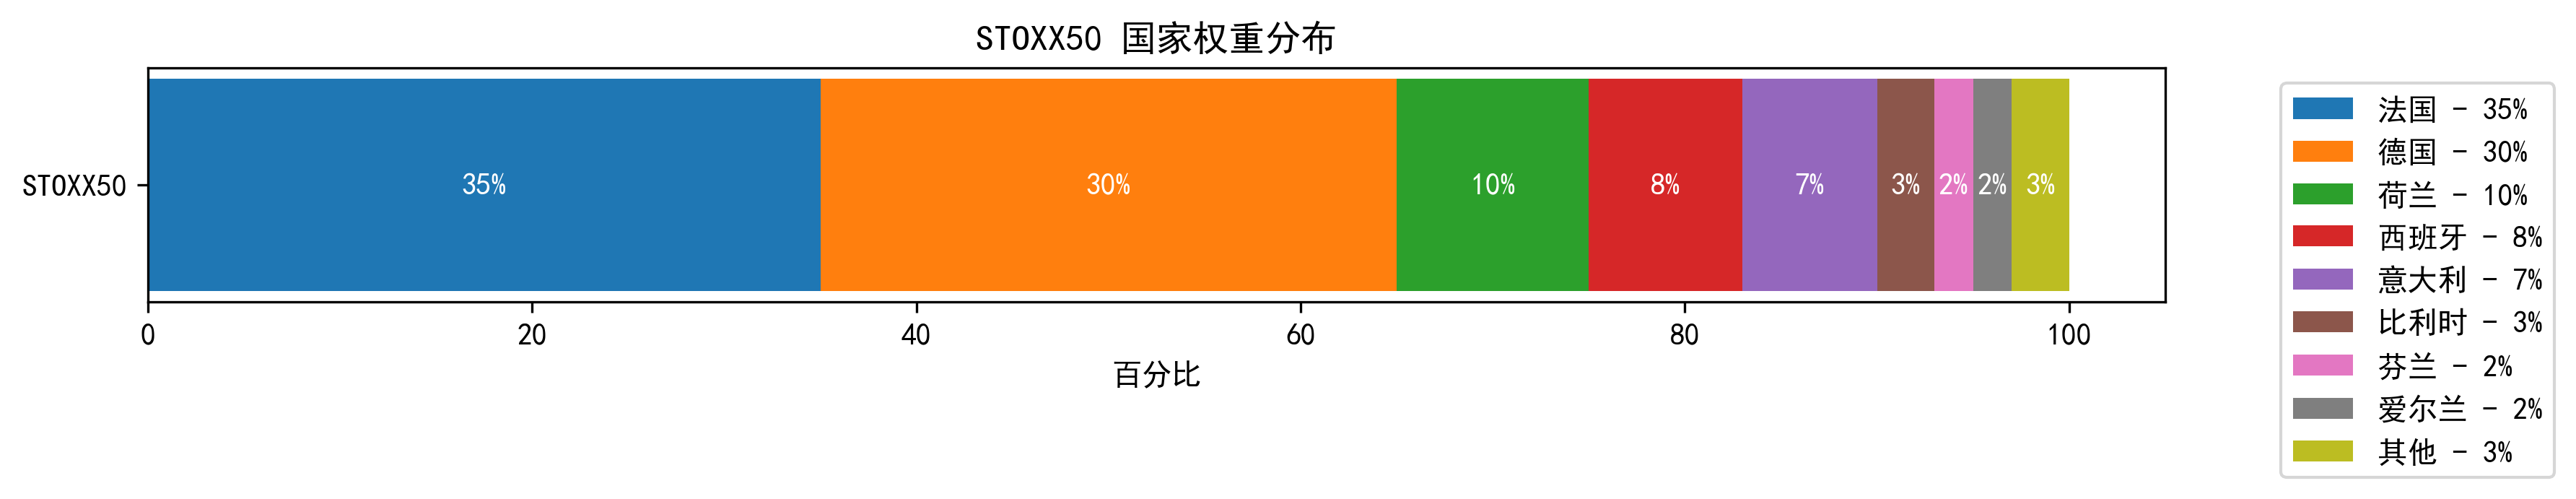 STOXX50 国家权重分布
STOXX50
35%
30%
10%
8%
7%
3%
2%
2%
3%
0
20
40
60
80
100
百分比
法国 - 35%
德国 - 30%
荷兰 - 10%
西班牙 - 8%
意大利 - 7%
比利时 - 3%
芬兰 - 2%
爱尔兰 - 2%
其他 - 3%